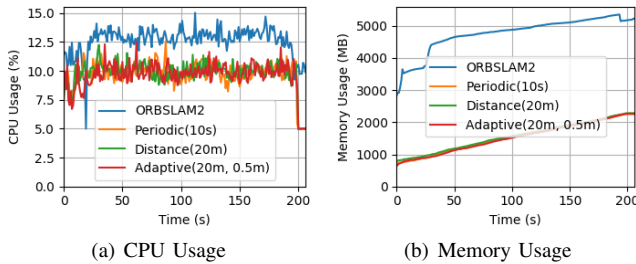 15.0
12.5
10.0
7.5
5.0
2.5
0.0
CPU Usage (%)
ORBSLAM2
Periodic(10s)
Distance(20m)
Adaptive(20m, 0.5m)
0 50 100 150 200
Time (s)
(a) CPU Usage
5000
4000
3000
2000
1000
0
Memory Usage (MB)
ORBSLAM2
Periodic(10s)
Distance(20m)
Adaptive(20m, 0.5m)
0 50 100 150 200
Time (s)
(b) Memory Usage